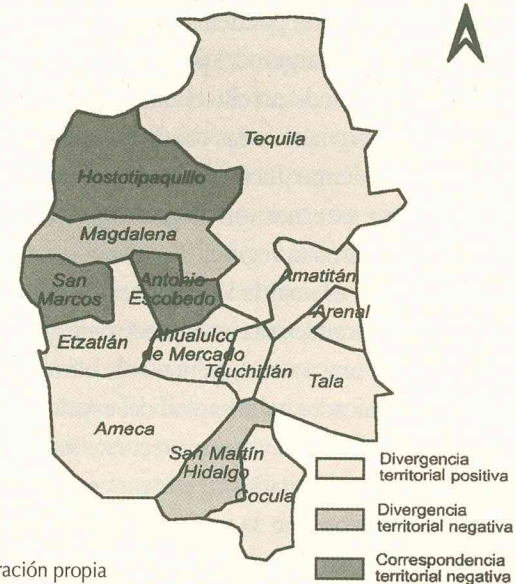 Tequila
Hostotipaquillo
Magdalena
San
Marcos
Antonio
Escobedo
Amatitán
Arenal
Etzatlán
Ahualulco
de Mercado
Teuchitlán
Tala
Ameca
San Martín
Hidalgo
Cocula
Divergencia
territorial positiva
Divergencia
territorial negativa
Correspondencia
territorial negativa
ración propia